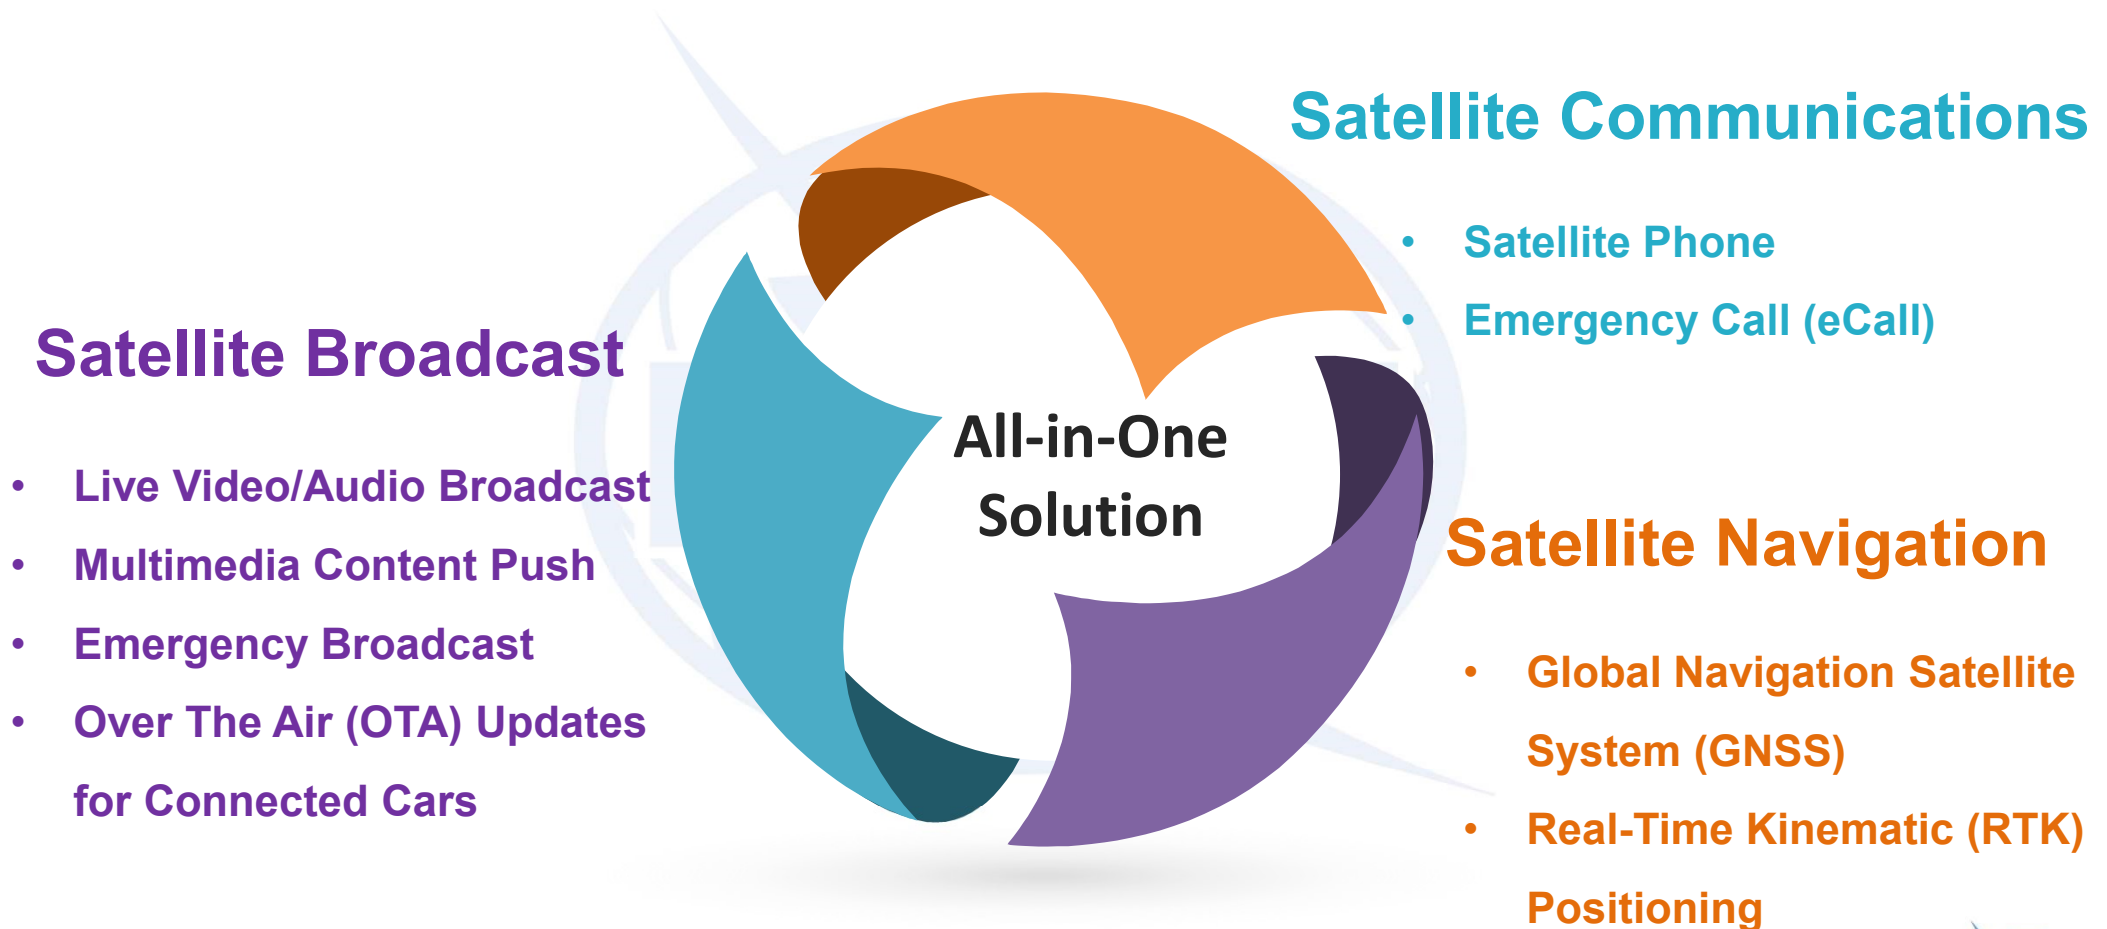 Satellite Communications
• Satellite Phone
• Emergency Call (eCall)
Satellite Broadcast
• Live Video/Audio Broadcast
• Multimedia Content Push
• Emergency Broadcast
• Over The Air (OTA) Updates
for Connected Cars
All-in-One
Solution
Satellite Navigation
• Global Navigation Satellite
System (GNSS)
• Real-Time Kinematic (RTK)
Positioning